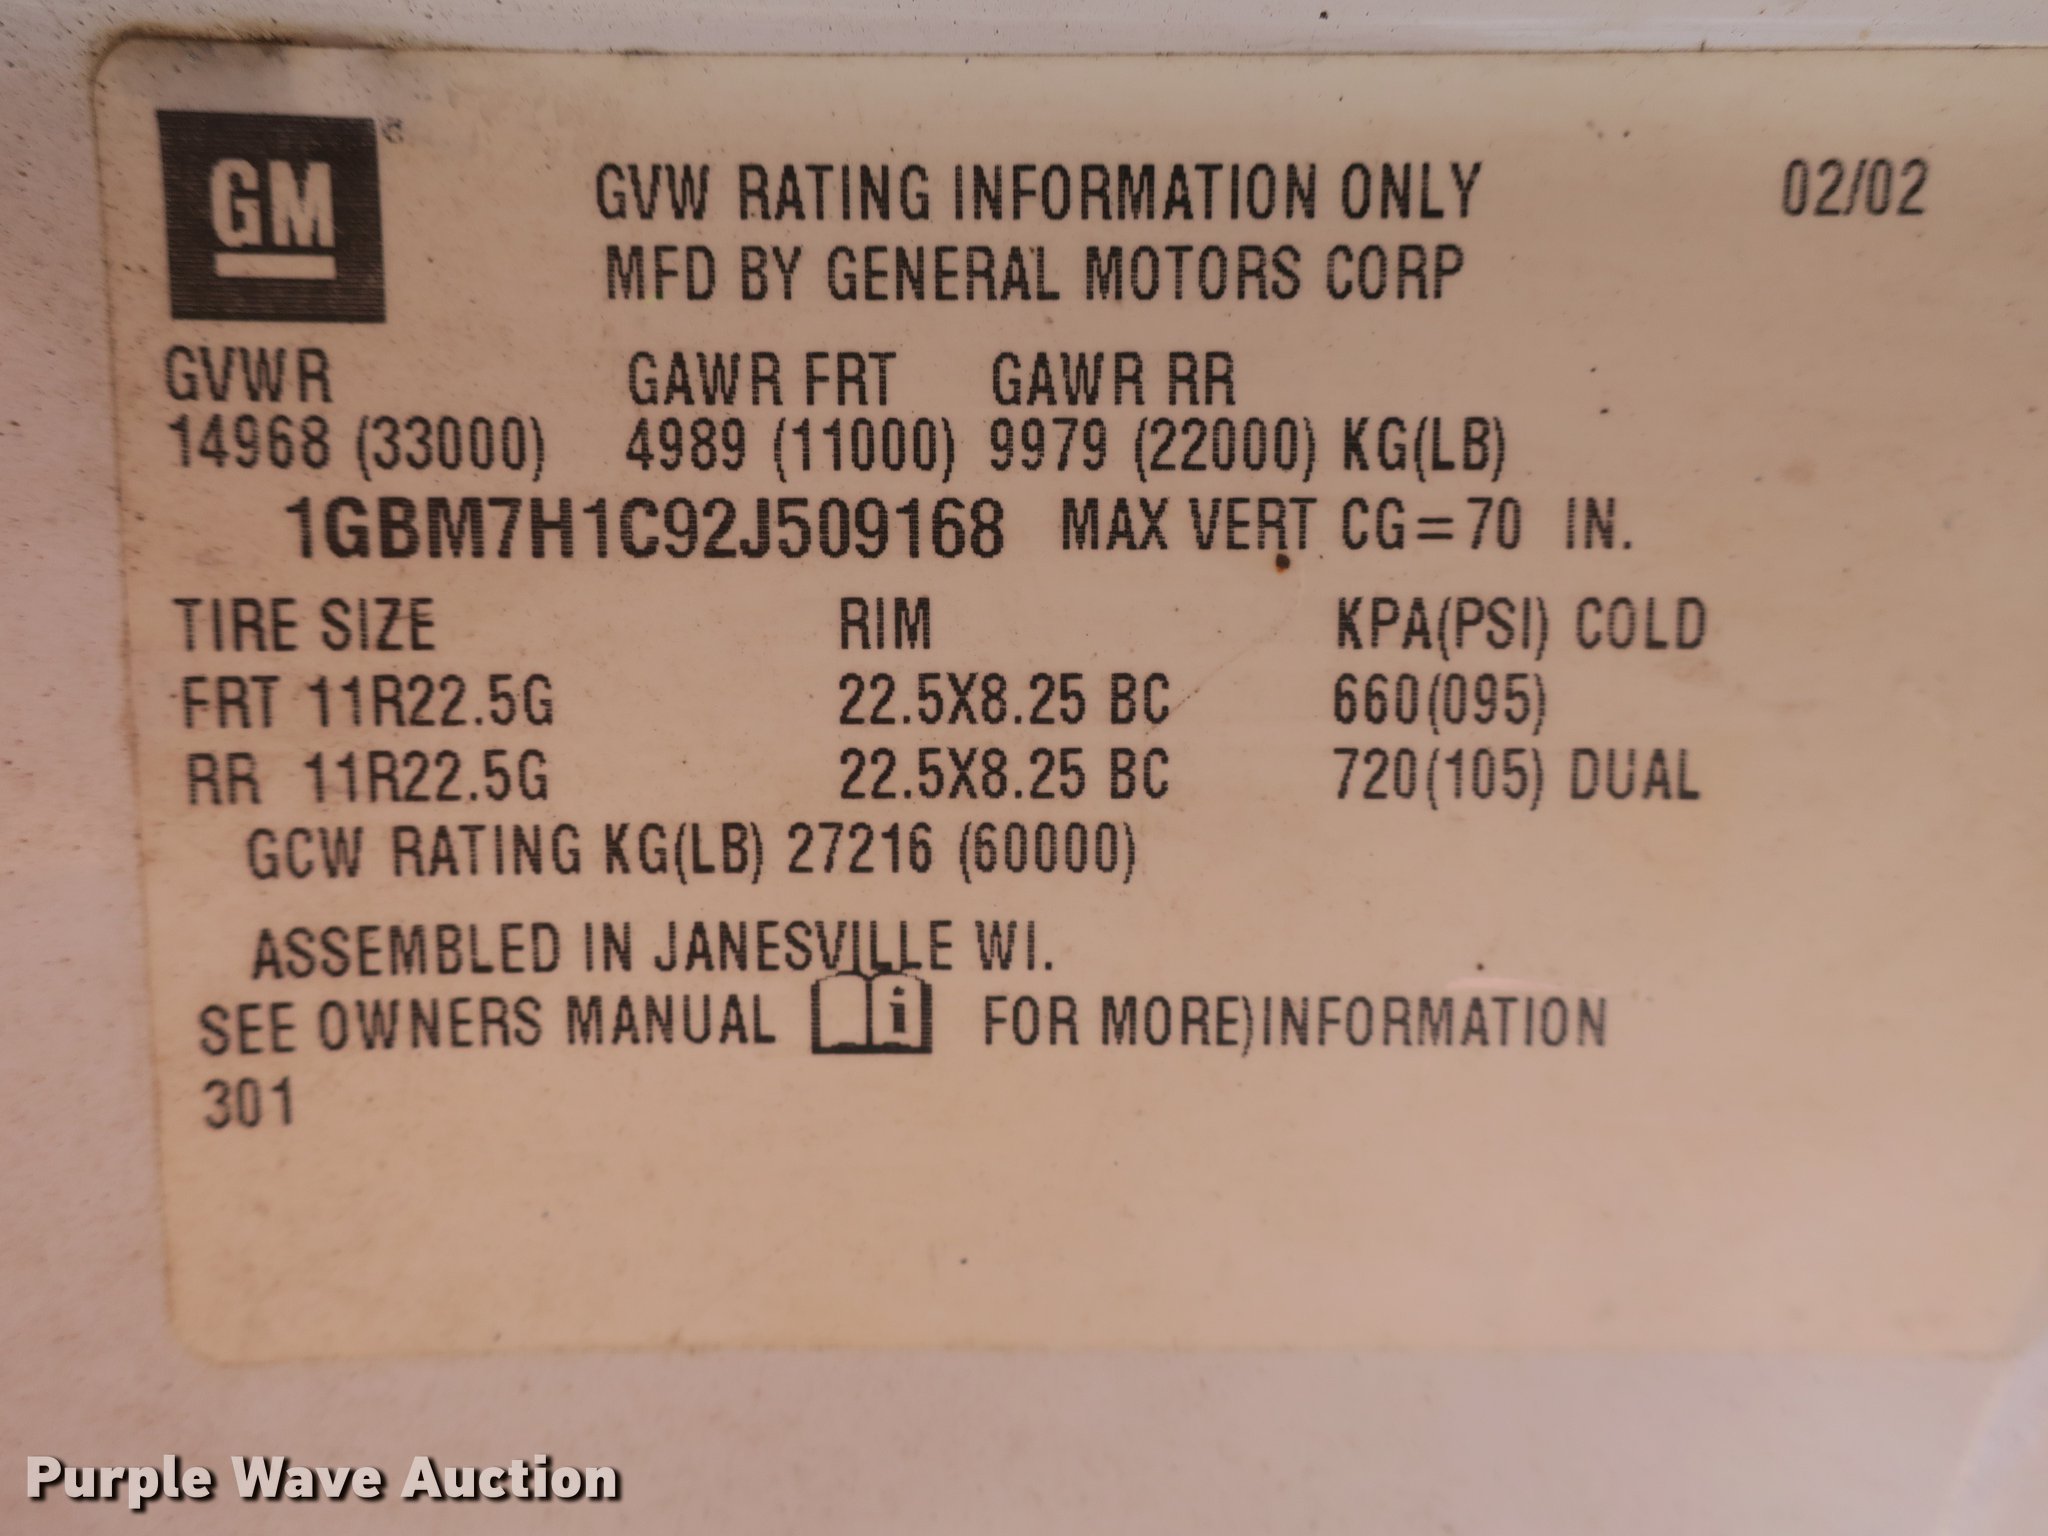 GM
GVW RATING INFORMATION ONLY 02/02
MFD BY GENERAL MOTORS CORP
GVWR GAWR FRT GAWR RR
14968 (33000) 4989 (11000) 9979 (22000) KG(LB)
1GBM7H1C92J509168 MAX VERT CG=70 IN.
TIRE SIZE RIM KPA(PSI) COLD
FRT 11R22.5G 22.5X8.25 BC 660(095)
RR 11R22.5G 22.5X8.25 BC 720(105) DUAL
GCW RATING KG(LB) 27216 (60000)
ASSEMBLED IN JANESVILLE WI.
SEE OWNERS MANUAL i FOR MORE)INFORMATION
301
Purple Wave Auction